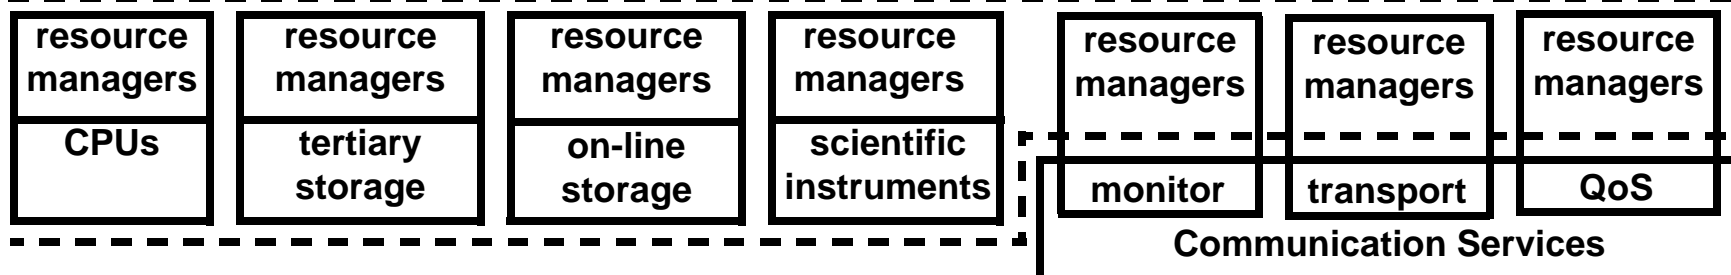 resource
managers
CPUs
resource
managers
tertiary
storage
resource
managers
on-line
storage
resource
managers
scientific
instruments
resource
managers
monitor
resource
managers
transport
resource
managers
QoS
Communication Services